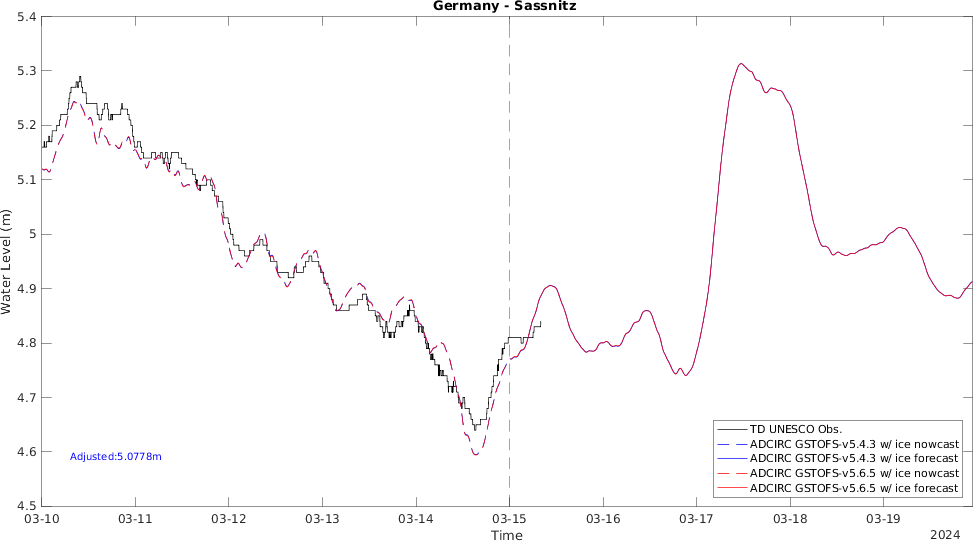 Germany - Sassnitz
5.4
5.3
5.2
5.1
5
4.9
4.8
4.7
4.6
4.5
Water Level (m)
Adjusted:5.0778m
TD UNESCO Obs.
ADCIRC GSTOFS-v5.4.3 w/ ice nowcast
ADCIRC GSTOFS-v5.4.3 w/ ice forecast
ADCIRC GSTOFS-v5.6.5 w/ ice nowcast
ADCIRC GSTOFS-v5.6.5 w/ ice forecast
03-10 03-11 03-12 03-13 03-14 03-15 03-16 03-17 03-18 03-19
Time
2024